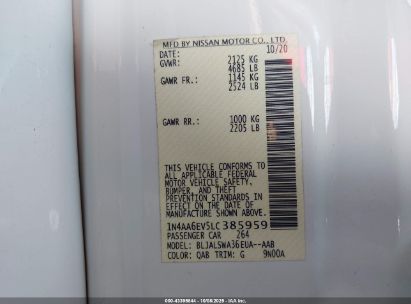 MFD BY NISSAN MOTOR CO., LTD.
DATE: 10/20
GVWR: 2125 KG
4685 LB
GAWR FR.: 1145 KG
2524 LB
GAWR RR.: 1000 KG
2205 LB
THIS VEHICLE CONFORMS TO
ALL APPLICABLE FEDERAL
MOTOR VEHICLE SAFETY,
BUMPER, AND THEFT
PREVENTION STANDARDS
IN EFFECT ON THE DATE OF
MANUFACTURE SHOWN ABOVE.
1N4AA6EV5LC385959
PASSENGER CAR 264
MODEL: BLJALSWA36EUA--AAB
COLOR: QAB TRIM: G 9N00A